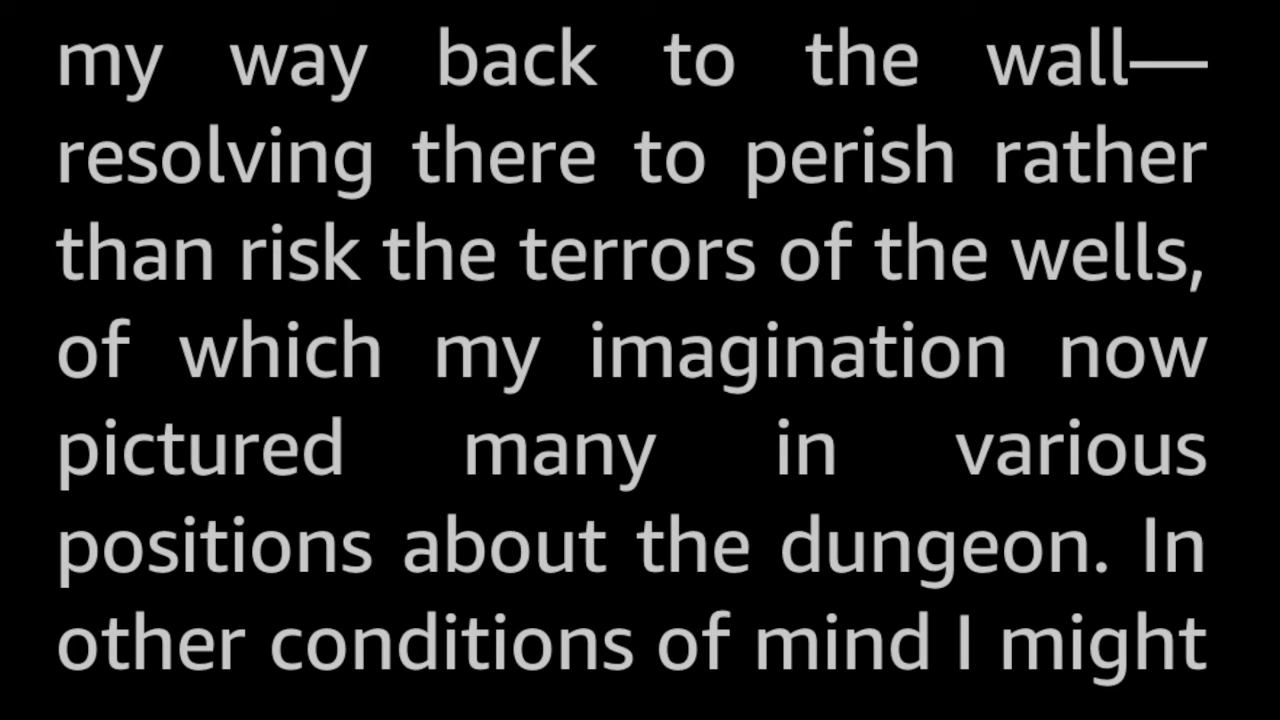 my way back to the wall—
resolving there to perish rather
than risk the terrors of the wells,
of which my imagination now
pictured many in various
positions about the dungeon. In
other conditions of mind I might